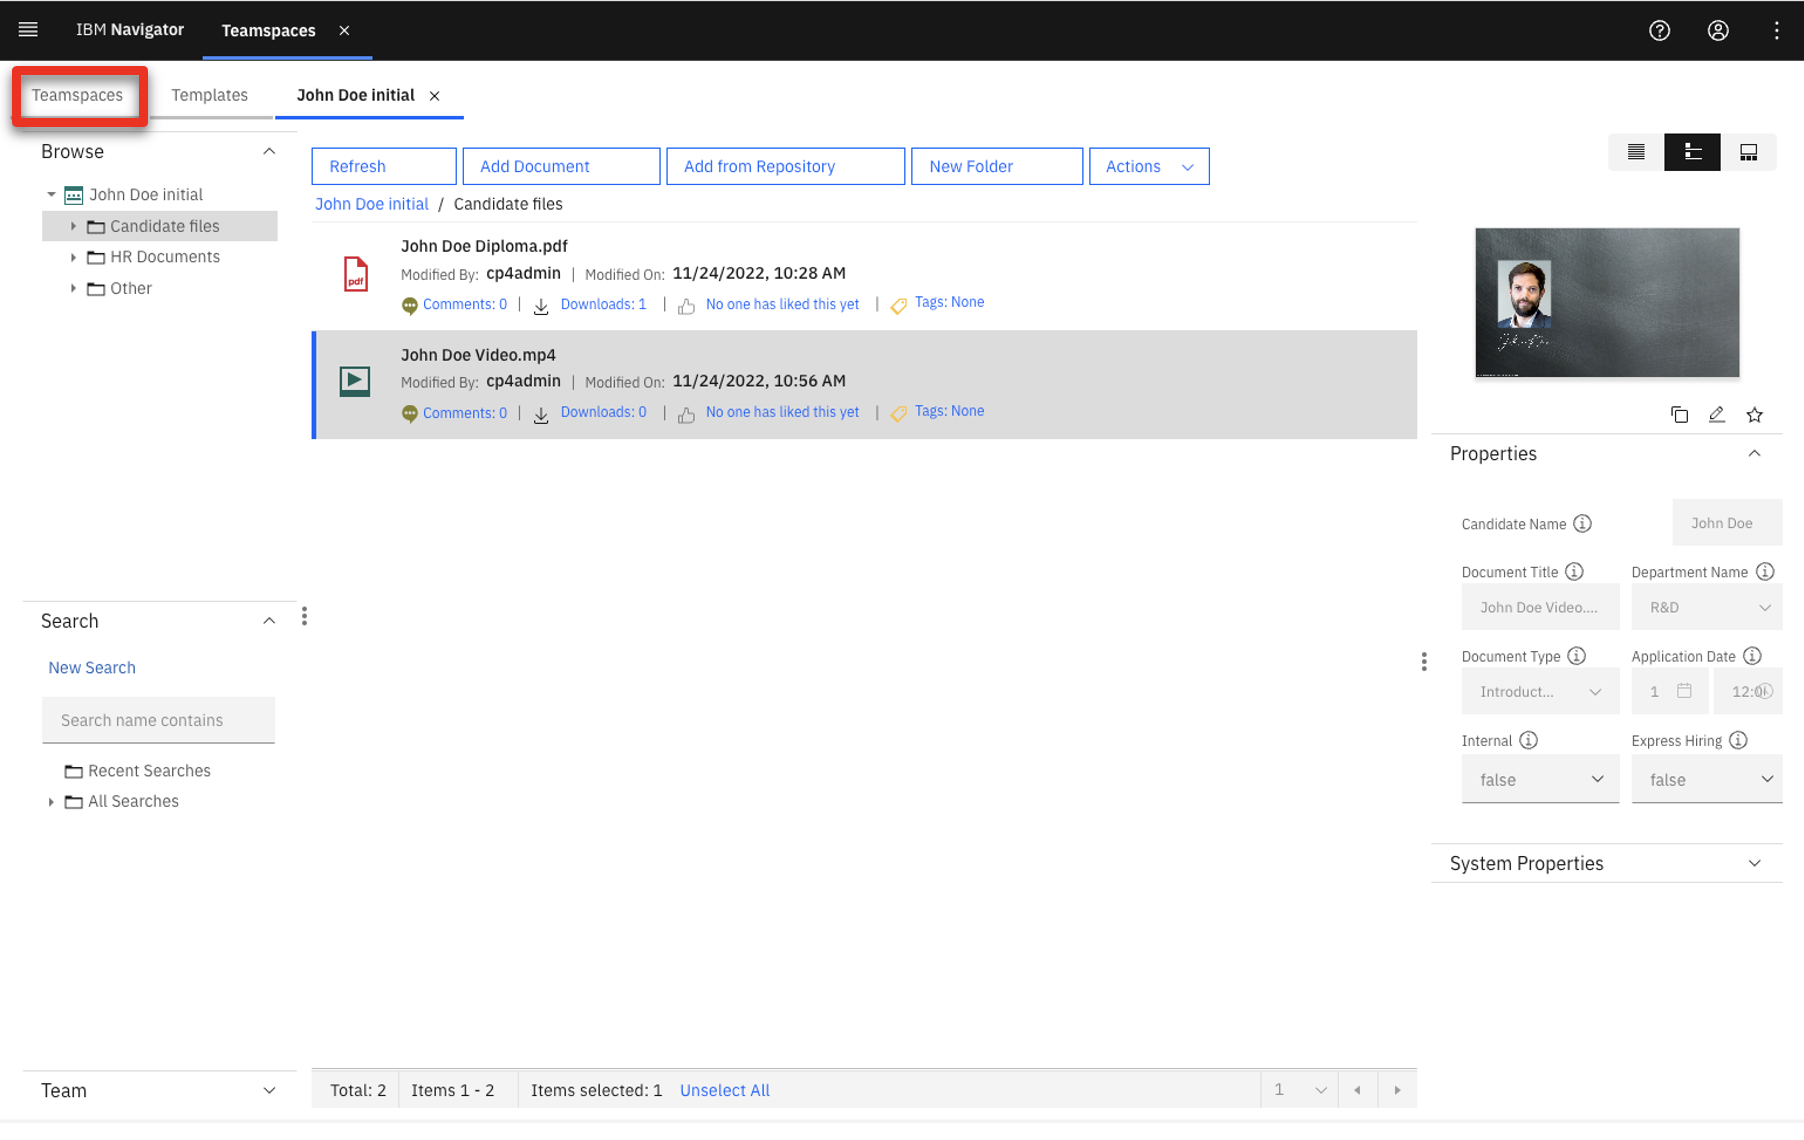 IBM Navigator Teamspaces
Teamspaces Templates John Doe initial
Browse
John Doe initial
Candidate files
HR Documents
Other
Search
New Search
Search name contains
Recent Searches
All Searches
Team
Refresh Add Document Add from Repository New Folder Actions
John Doe initial / Candidate files
John Doe Diploma.pdf
pdf
Modified By: cp4admin | Modified On: 11/24/2022, 10:28 AM
Comments: 0 | Downloads: 1 | No one has liked this yet | Tags: None
John Doe Video.mp4
Modified By: cp4admin | Modified On: 11/24/2022, 10:56 AM
Comments: 0 | Downloads: 0 | No one has liked this yet | Tags: None
Total: 2 Items 1 - 2 Items selected: 1 Unselect All 1
Properties
Candidate Name John Doe
Document Title Department Name
John Doe Video.... R&D
Document Type Application Date
Introduct... 1 12:0
Internal Express Hiring
false false
System Properties